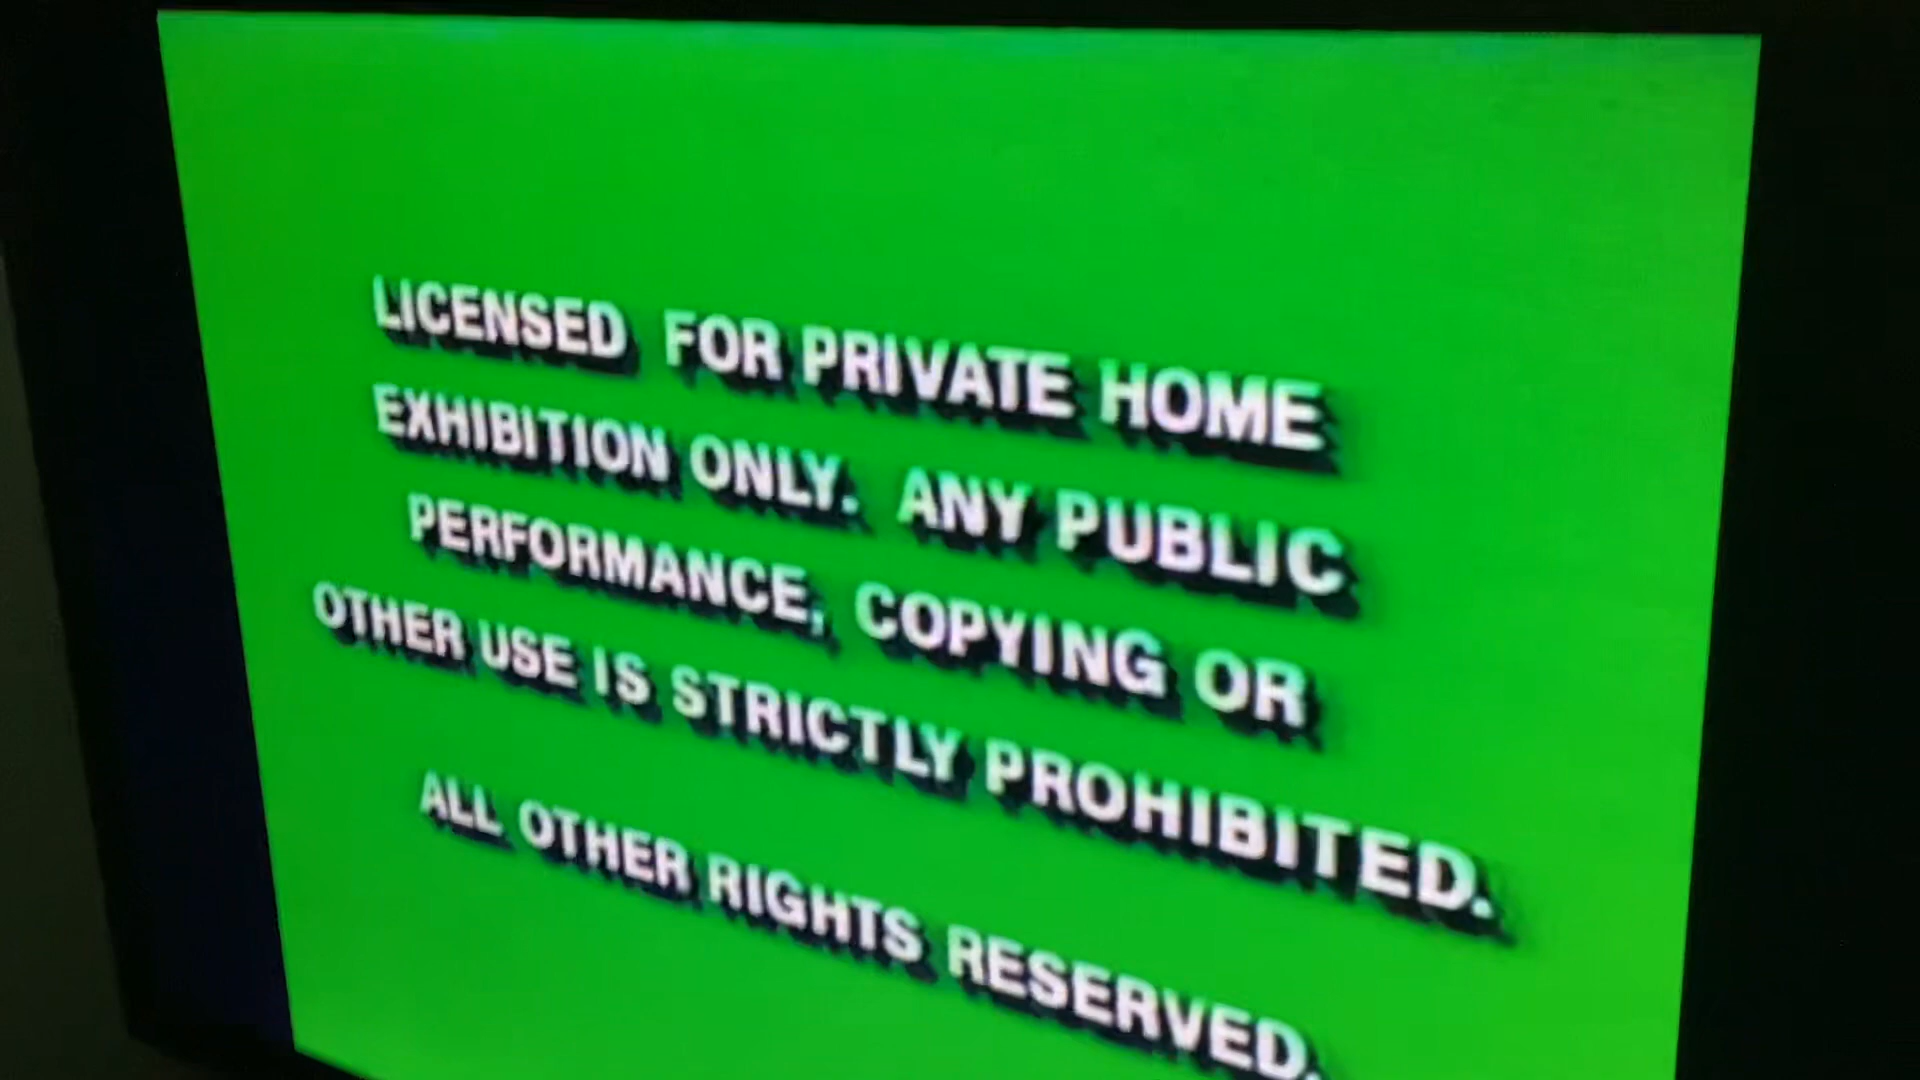 LICENSED FOR PRIVATE HOME
EXHIBITION ONLY. ANY PUBLIC
PERFORMANCE, COPYING OR
OTHER USE IS STRICTLY PROHIBITED.
ALL OTHER RIGHTS RESERVED.